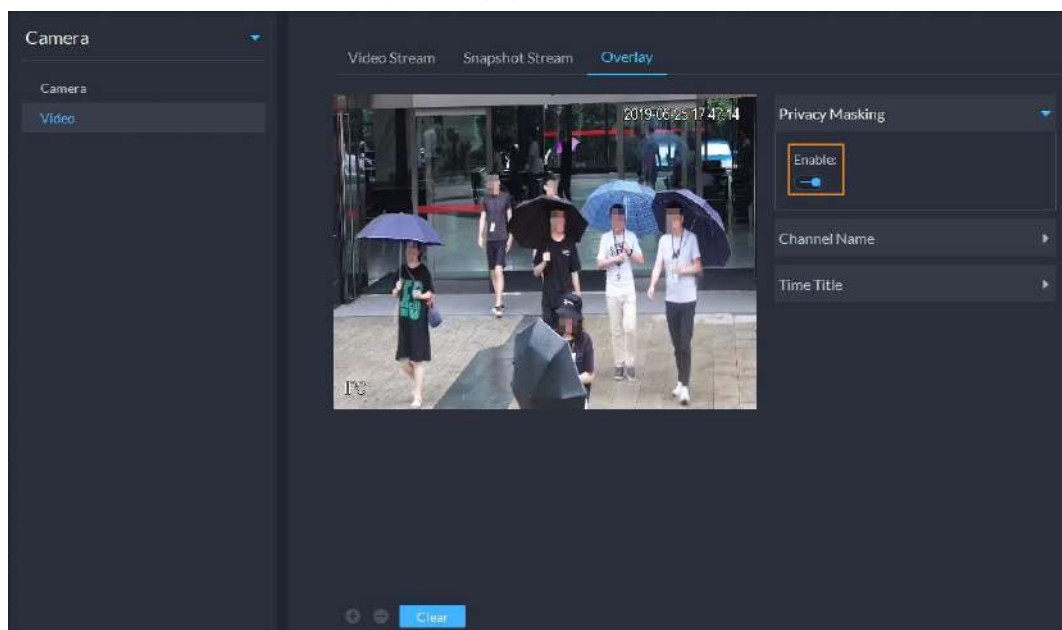 Camera
Camera
Video
Video Stream
Snapshot Stream
Overlay
2019-06-25 17:47:14
Privacy Masking
Enable:
Channel Name
Time Title
Clear